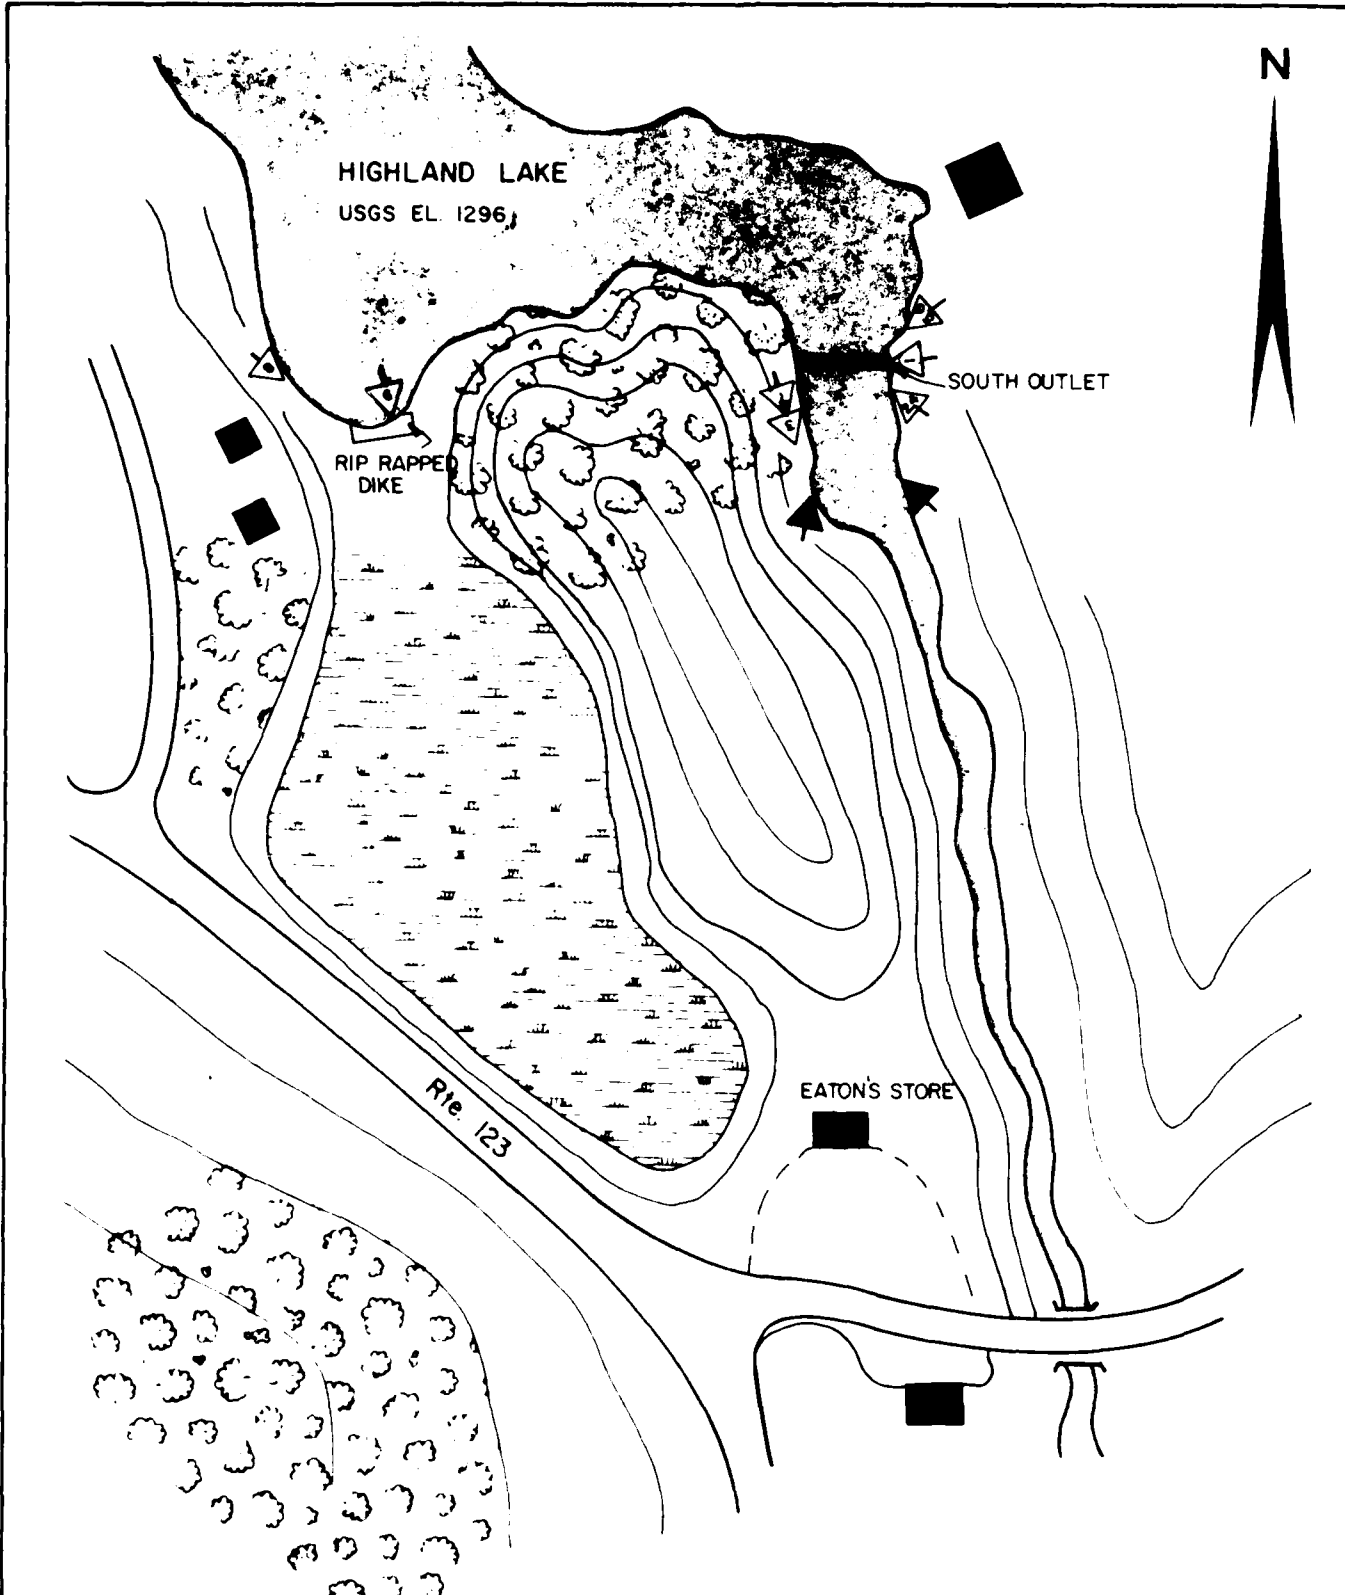 N
HIGHLAND LAKE
USGS EL. 1296
SOUTH OUTLET
RIP RAPPED
DIKE
Rte. 123
EATON'S STORE